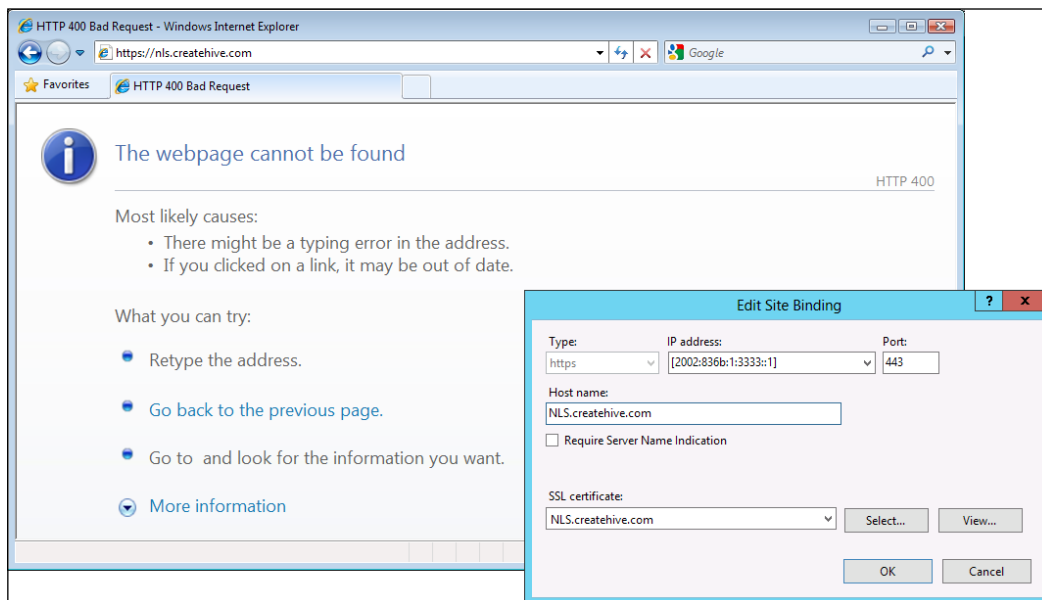 HTTP 400 Bad Request - Windows Internet Explorer
https://nls.createhive.com
Google
Favorites
HTTP 400 Bad Request
The webpage cannot be found
HTTP 400
Most likely causes:
• There might be a typing error in the address.
• If you clicked on a link, it may be out of date.
What you can try:
Retype the address.
Go back to the previous page.
Go to and look for the information you want.
More information
Edit Site Binding
? x
Type: IP address: Port:
https [2002:836b:1:3333::1] 443
Host name:
NLS.createhive.com
Require Server Name Indication
SSL certificate:
NLS.createhive.com Select... View...
OK Cancel